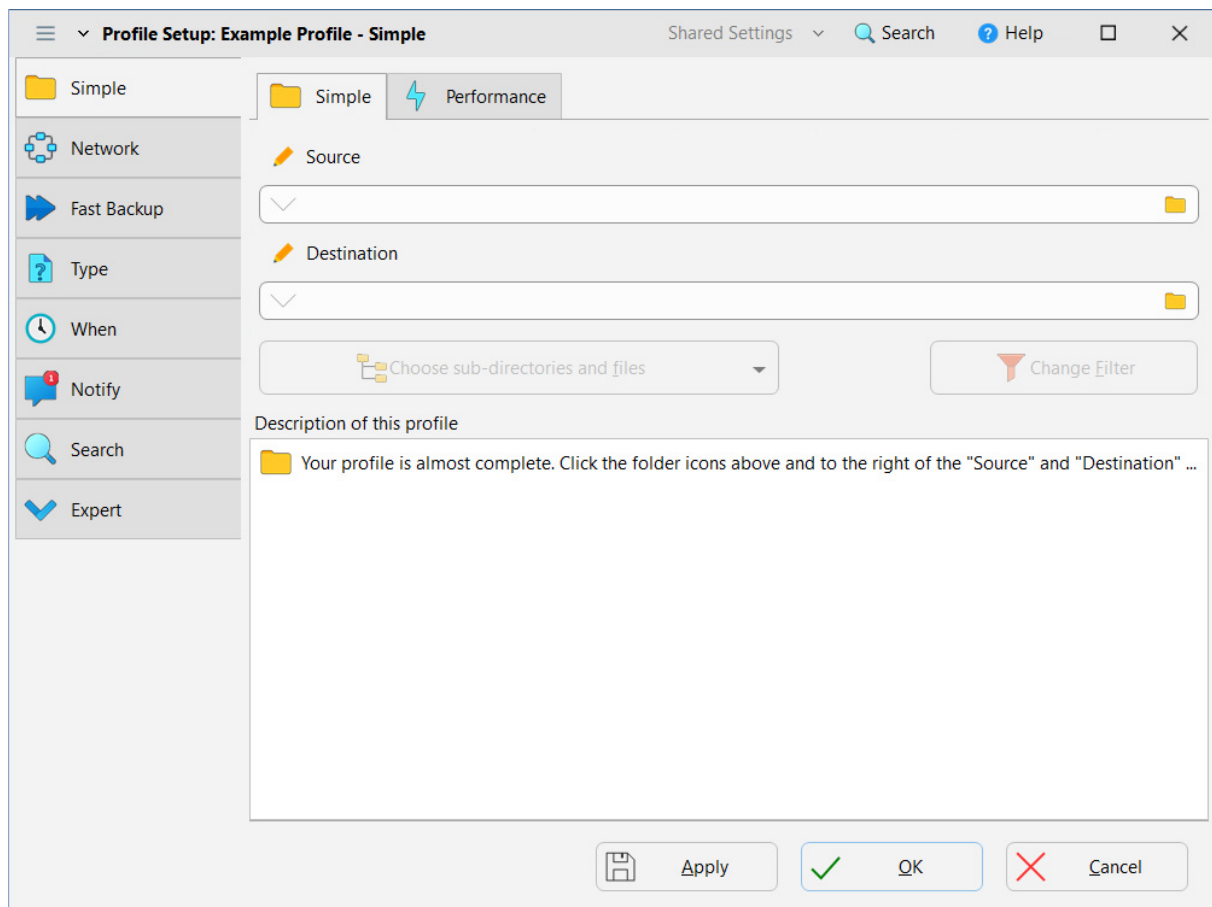 Profile Setup: Example Profile - Simple
Shared Settings
Search
Help
Simple
Network
Fast Backup
Type
When
1
Notify
Search
Expert
Simple
Performance
Source
Destination
Choose sub-directories and files
Change Filter
Description of this profile
Your profile is almost complete. Click the folder icons above and to the right of the "Source" and "Destination" ...
Apply
OK
Cancel